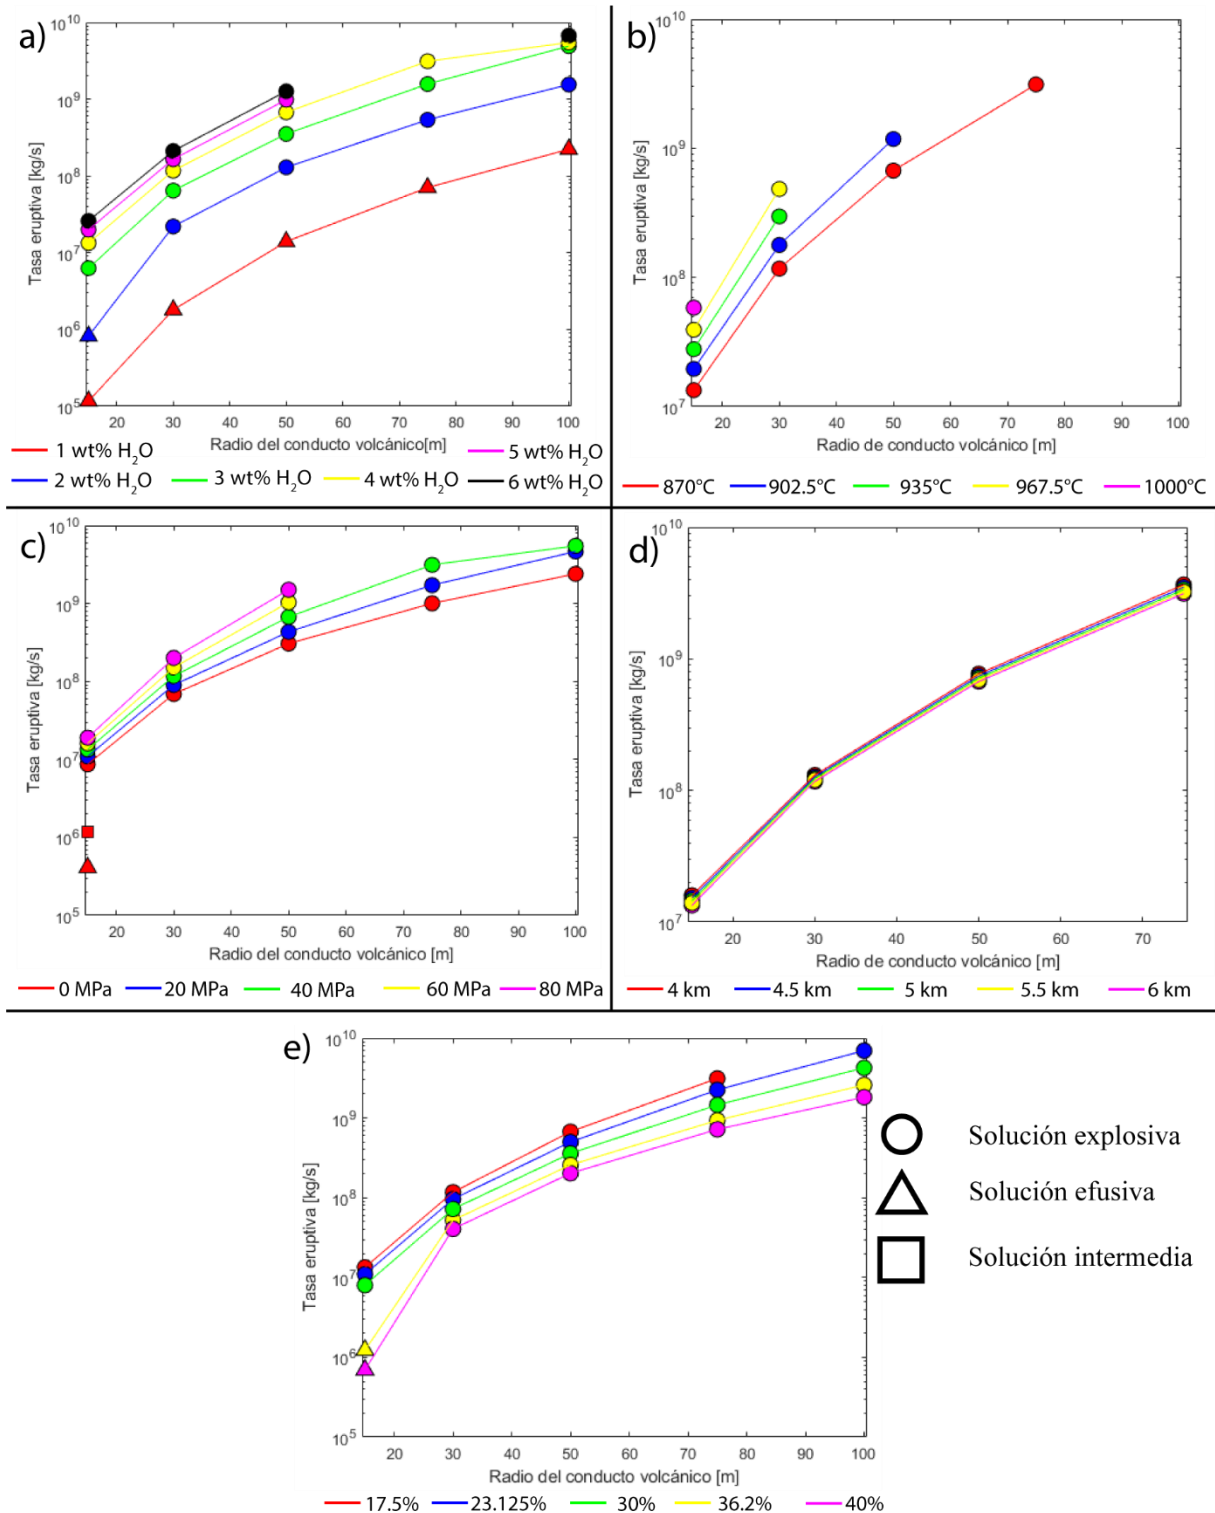 a)
Tasa eruptiva [kg/s]
10^10
10^9
10^8
10^7
10^6
10^5
20 30 40 50 60 70 80 90 100
Radio del conducto volcánico[m]
1 wt% H2O
5 wt% H2O
2 wt% H2O
3 wt% H2O
4 wt% H2O
6 wt% H2O
b)
Tasa eruptiva [kg/s]
10^10
10^9
10^8
10^7
20 30 40 50 60 70 80 90 100
Radio de conducto volcánico [m]
870°C 902.5°C 935°C 967.5°C 1000°C
c)
Tasa eruptiva [kg/s]
10^10
10^9
10^8
10^7
10^6
10^5
20 30 40 50 60 70 80 90 100
Radio del conducto volcánico [m]
0 MPa 20 MPa 40 MPa 60 MPa 80 MPa
d)
Tasa eruptiva [kg/s]
10^10
10^9
10^8
10^7
20 30 40 50 60 70
Radio de conducto volcánico [m]
4 km 4.5 km 5 km 5.5 km 6 km
e)
Tasa eruptiva [kg/s]
10^10
10^9
10^8
10^7
10^6
10^5
20 30 40 50 60 70 80 90 100
Radio del conducto volcánico [m]
17.5% 23.125% 30% 36.2% 40%
Solución explosiva
Solución efusiva
Solución intermedia